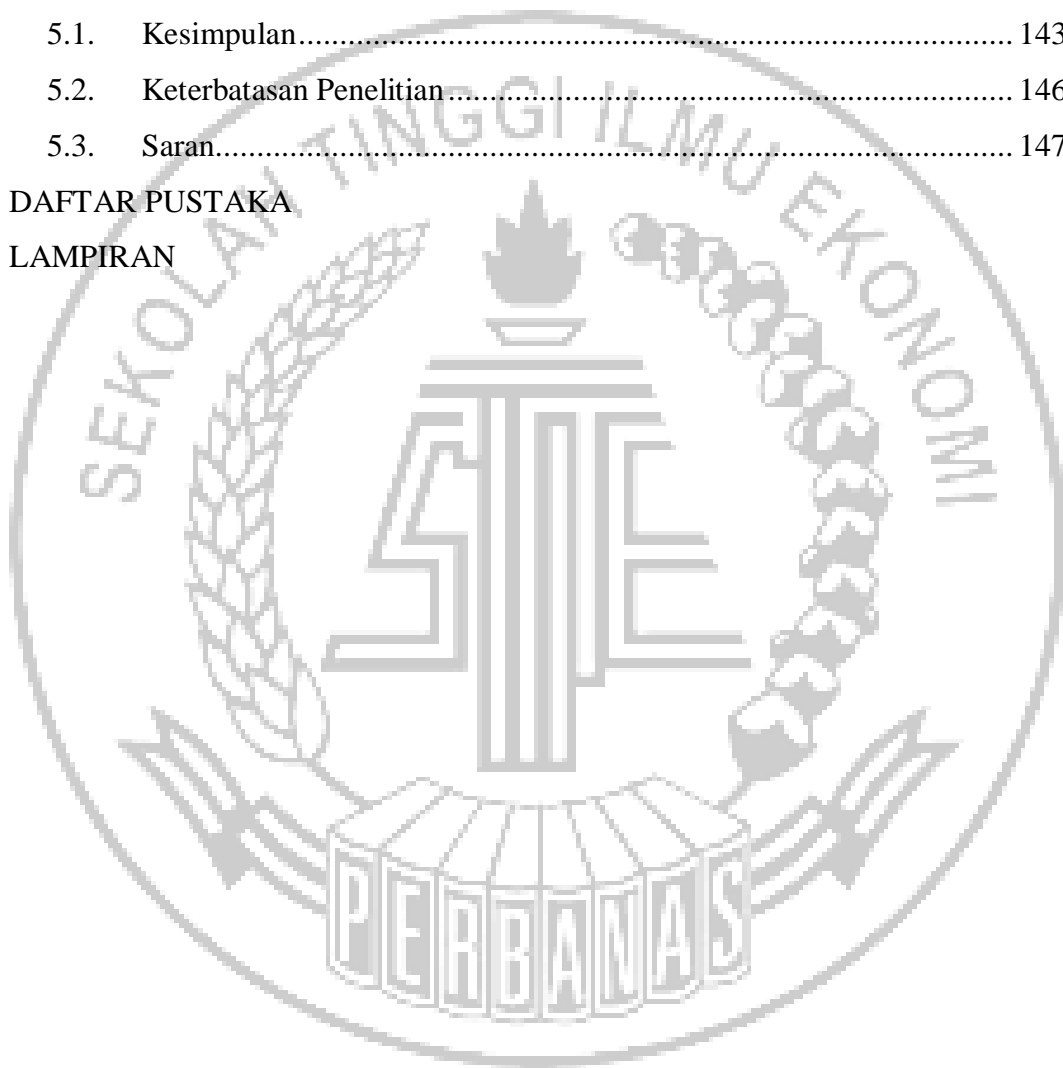 5.1. Kesimpulan.................................................................................... 143
5.2. Keterbatasan Penelitian.................................................................... 146
5.3. Saran............................................................................................... 147
DAFTAR PUSTAKA
LAMPIRAN
SEKOLAH TINGGI ILMU EKONOMI
STIE
PERBANAS